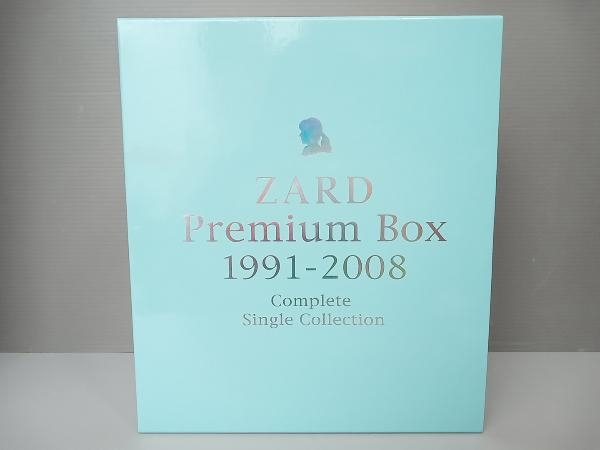 ZARD
Premium Box
1991-2008
Complete
Single Collection